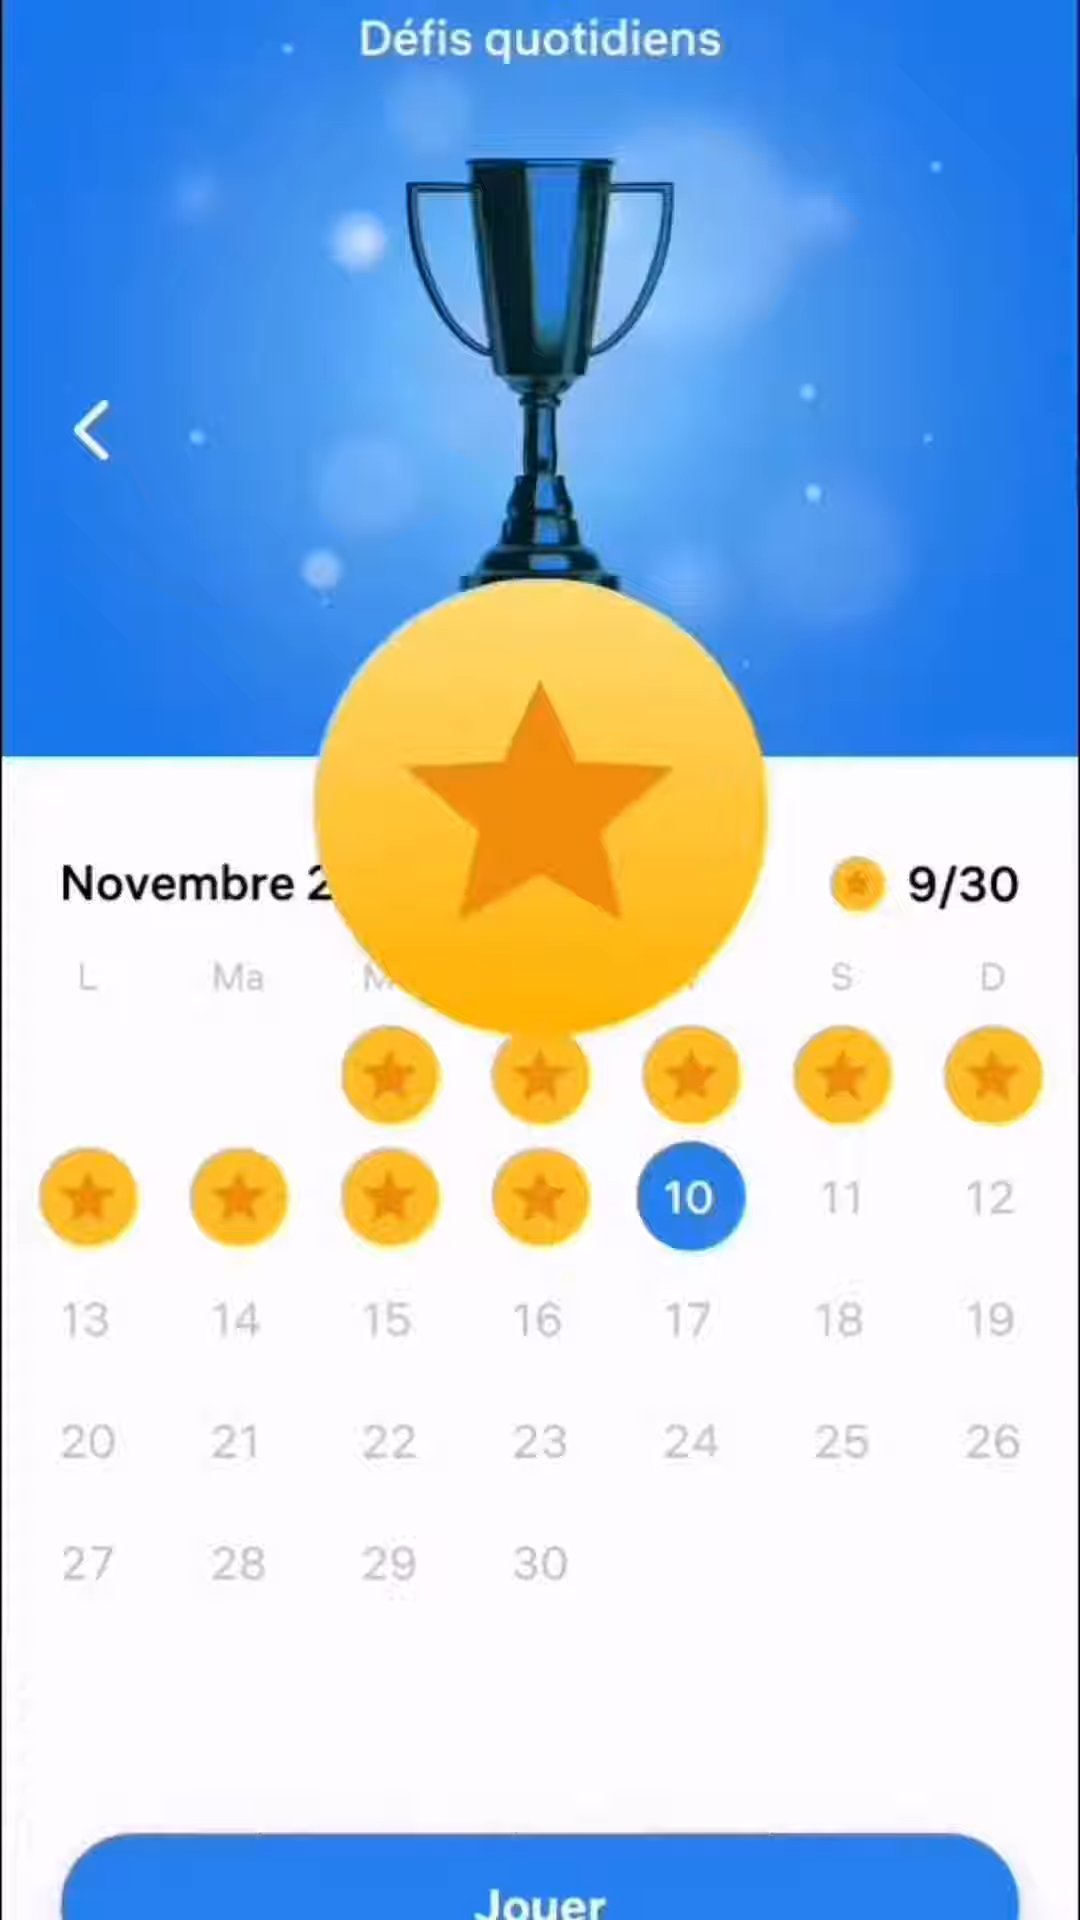 Défis quotidiens
Novembre 2
9/30
L Ma S D
10 11 12
13 14 15 16 17 18 19
20 21 22 23 24 25 26
27 28 29 30
Jouer